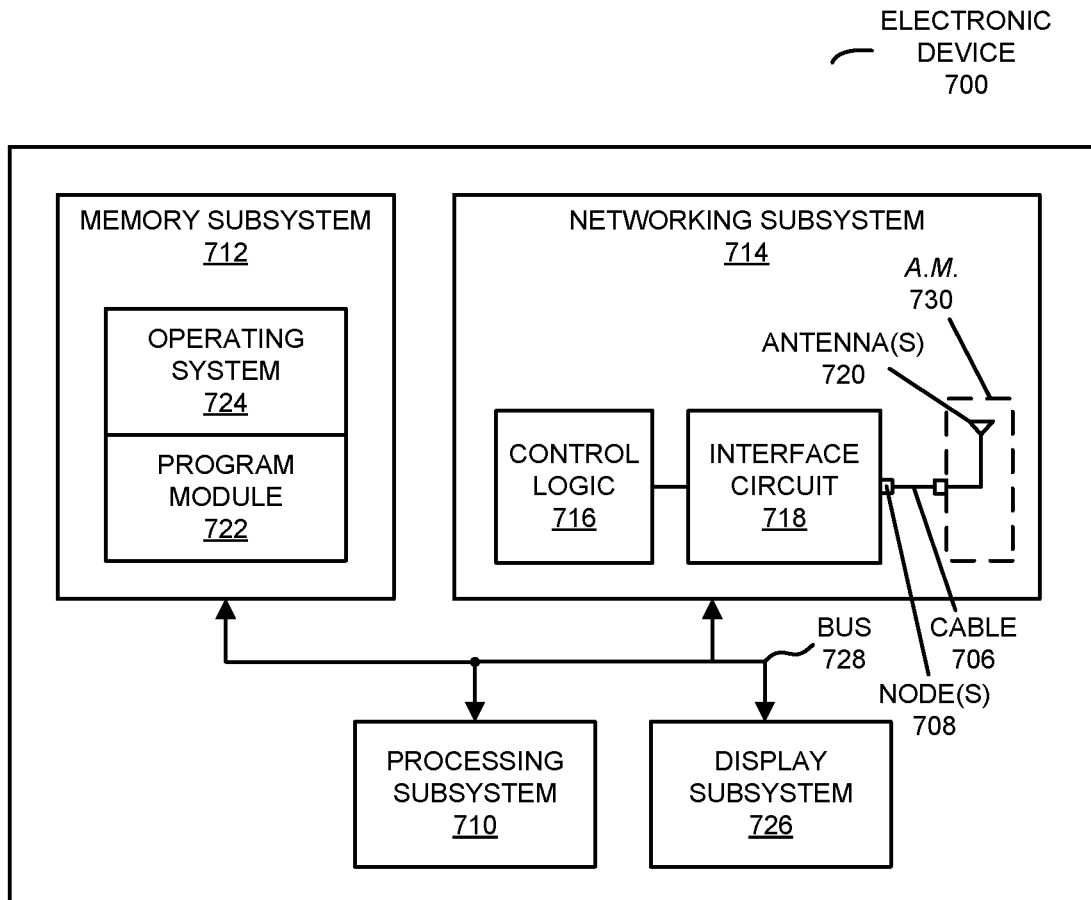 ELECTRONIC
DEVICE
700
MEMORY SUBSYSTEM
712
OPERATING
SYSTEM
724
PROGRAM
MODULE
722
NETWORKING SUBSYSTEM
714
A.M.
730
ANTENNA(S)
720
CONTROL
LOGIC
716
INTERFACE
CIRCUIT
718
BUS
728
CABLE
706
NODE(S)
708
PROCESSING
SUBSYSTEM
710
DISPLAY
SUBSYSTEM
726